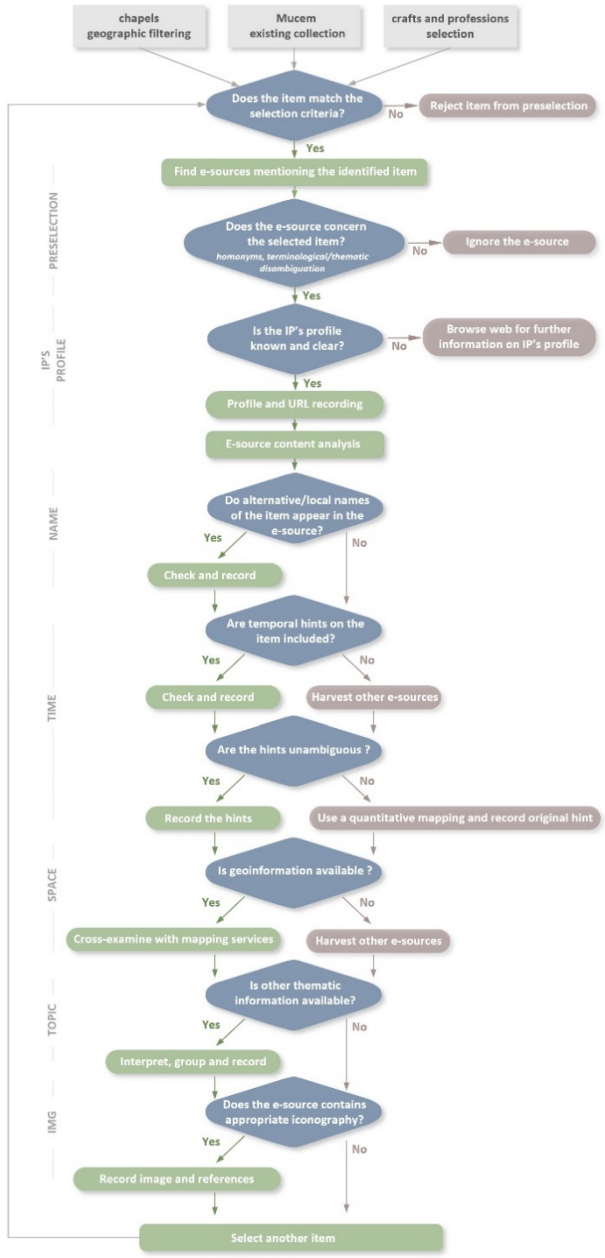 chapels
geographic filtering
Mucem
existing collection
crafts and professions
selection
Does the item match the
selection criteria?
No
Reject item from preselection
Yes
Find e-sources mentioning the identified item
PRESELECTION
Does the e-source concern
the selected item?
homonyms, terminological/thematic
disambiguation
No
Ignore the e-source
Yes
IP'S
PROFILE
Is the IP's profile
known and clear?
No
Browse web for further
information on IP's profile
Yes
Profile and URL recording
E-source content analysis
NAME
Do alternative/local names
of the item appear in the
e-source?
Yes
No
Check and record
TIME
Are temporal hints on the
item included?
Yes
No
Check and record
Harvest other e-sources
Are the hints unambiguous ?
Yes
No
Record the hints
Use a quantitative mapping and record original hint
SPACE
Is geoinformation available ?
Yes
No
Cross-examine with mapping services
Harvest other e-sources
TOPIC
Is other thematic
information available?
Yes
No
Interpret, group and record
IMG
Does the e-source contains
appropriate iconography?
Yes
No
Record image and references
Select another item